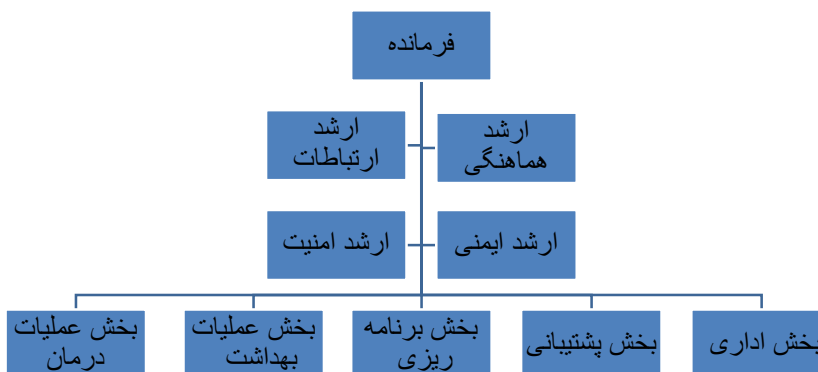 فرمانده
ارشد
هماهنگی
ارشد
ارتباطات
ارشد ایمنی
ارشد امنیت
بخش اداری
بخش پشتیبانی
بخش برنامه
ریزی
بخش عملیات
بهداشت
بخش عملیات
درمان